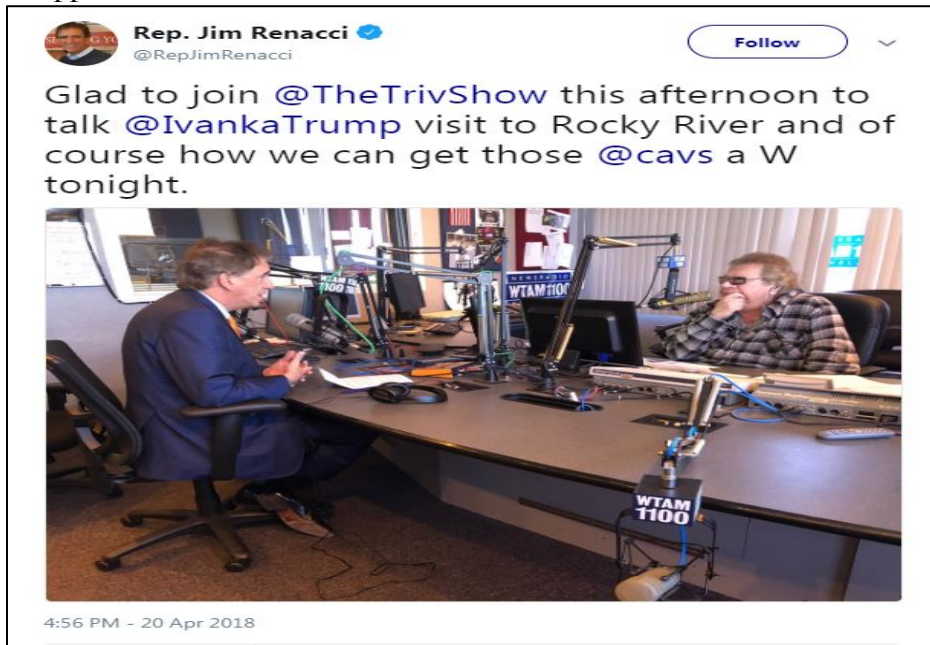 Rep. Jim Renacci
@RepJimRenacci
Follow
Glad to join @TheTrivShow this afternoon to
talk @IvankaTrump visit to Rocky River and of
course how we can get those @cavs a W
tonight.
NEWSRADIO
WTAM1100
WTAM
1100
WTAM
1100
4:56 PM - 20 Apr 2018